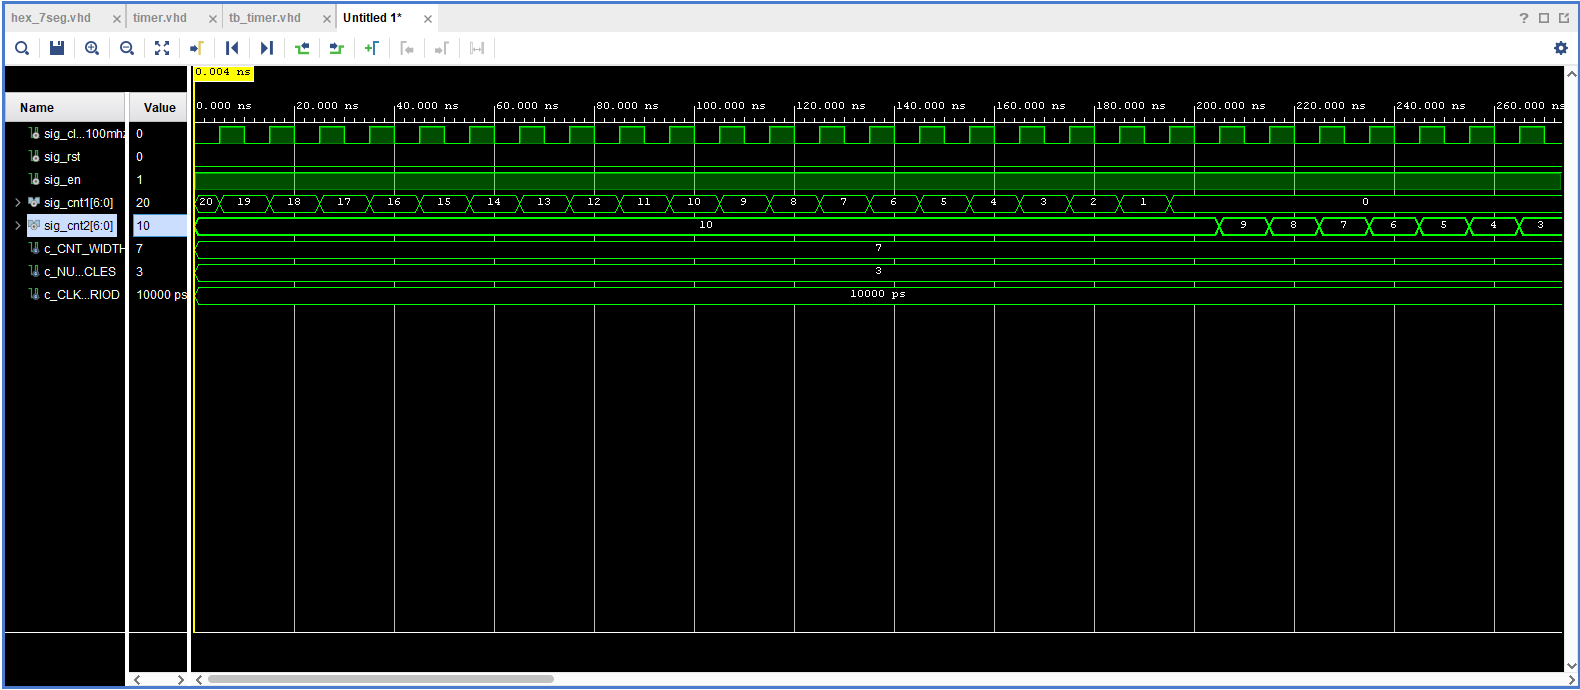 hex_7seg.vhd × timer.vhd × tb_timer.vhd × Untitled 1* ×
?
0.004 ns
Name Value
0.000 ns 20.000 ns 40.000 ns 60.000 ns 80.000 ns 100.000 ns 120.000 ns 140.000 ns 160.000 ns 180.000 ns 200.000 ns 220.000 ns 240.000 ns 260.000 ns
sig_cl...100mhz 0
sig_rst 0
sig_en 1
sig_cnt1[6:0] 20 20 19 18 17 16 15 14 13 12 11 10 9 8 7 6 5 4 3 2 1 0
sig_cnt2[6:0] 10 10 9 8 7 6 5 4 3
c_CNT_WIDTH 7 7
c_NU...CLES 3 3
c_CLK...RIOD 10000 ps 10000 ps